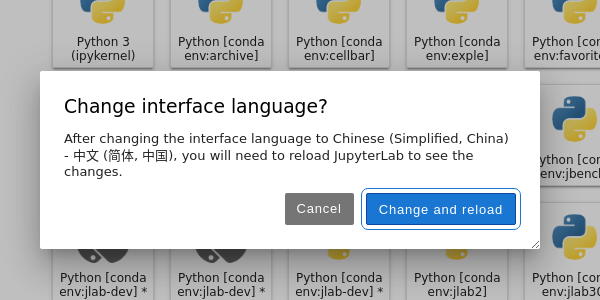 Python 3
(ipykernel)
Python [conda
env:archive]
Python [conda
env:cellbar]
Python [conda
env:exple]
Python [conda
env:favorite
Change interface language?
After changing the interface language to Chinese (Simplified, China)
- 中文 (简体, 中国), you will need to reload JupyterLab to see the
changes.
Cancel
Change and reload
ython [conda
env:jbench
Python [conda
env:jlab-dev] *
Python [conda
env:jlab-dev] *
Python [conda
env:jlab-dev] *
Python [conda
env:jlab2]
Python [conda
env:jlab30